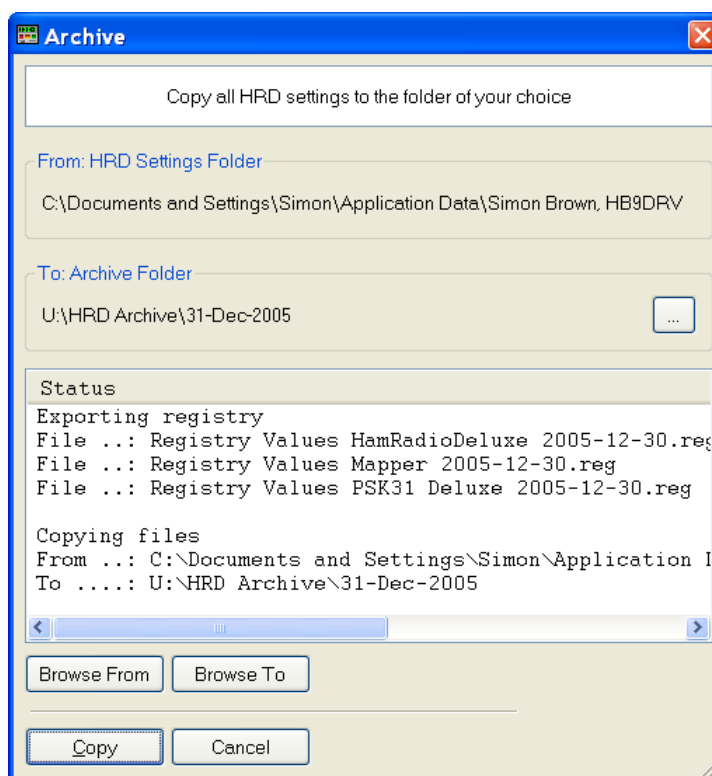 Archive
Copy all HRD settings to the folder of your choice
From: HRD Settings Folder
C:\Documents and Settings\Simon\Application Data\Simon Brown, HB9DRV
To: Archive Folder
U:\HRD Archive\31-Dec-2005
...
Status
Exporting registry
File ..: Registry Values HamRadioDeluxe 2005-12-30.reg
File ..: Registry Values Mapper 2005-12-30.reg
File ..: Registry Values PSK31 Deluxe 2005-12-30.reg
Copying files
From ..: C:\Documents and Settings\Simon\Application
To ....: U:\HRD Archive\31-Dec-2005
Browse From
Browse To
Copy
Cancel